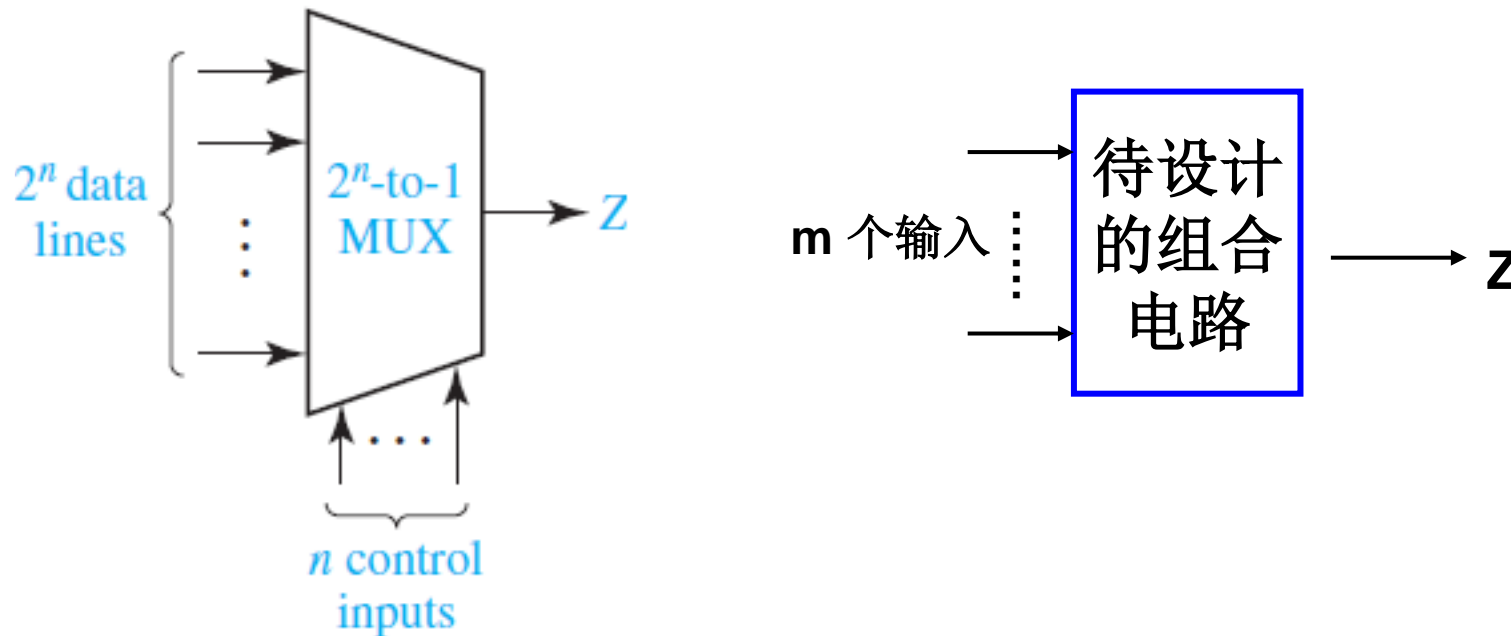 2ⁿ data
lines
2ⁿ-to-1
MUX
Z
n control
inputs
m 个输入
待设计
的组合
电路
Z